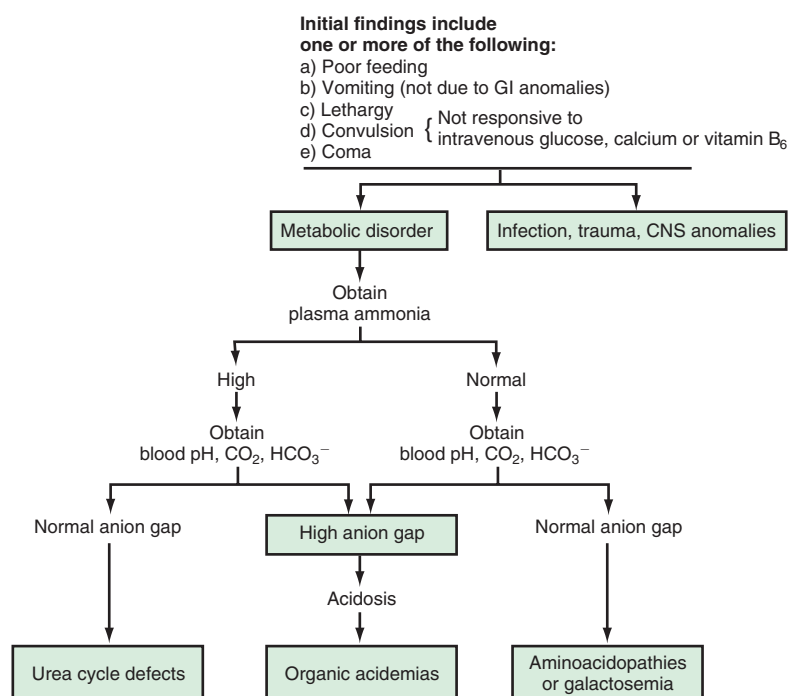 Initial findings include
one or more of the following:
a) Poor feeding
b) Vomiting (not due to GI anomalies)
c) Lethargy
d) Convulsion { Not responsive to
intravenous glucose, calcium or vitamin B₆
e) Coma
Metabolic disorder
Infection, trauma, CNS anomalies
Obtain
plasma ammonia
High
Normal
Obtain
blood pH, CO₂, HCO₃⁻
Obtain
blood pH, CO₂, HCO₃⁻
Normal anion gap
High anion gap
Normal anion gap
Acidosis
Urea cycle defects
Organic acidemias
Aminoacidopathies
or galactosemia